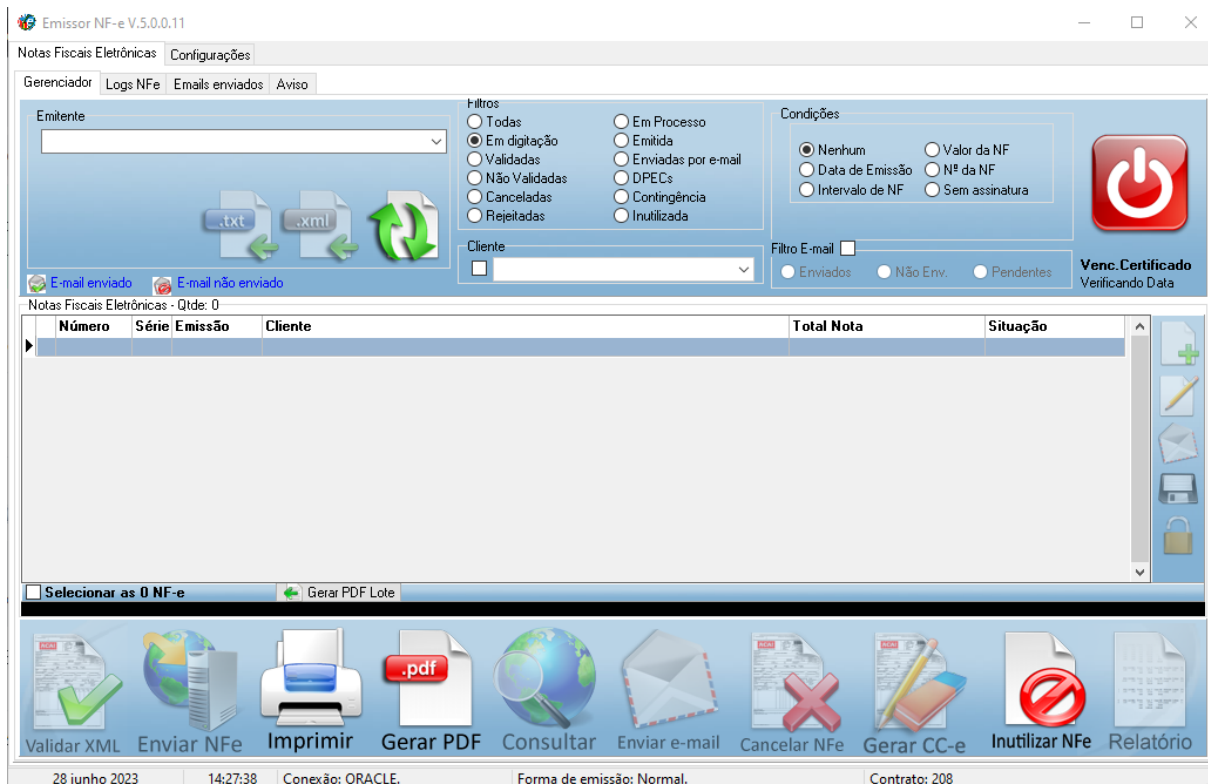 Emissor NF-e V.5.0.0.11
Notas Fiscais Eletrônicas Configurações
Gerenciador Logs NFe Emails enviados Aviso
Emitente
.txt .xml
E-mail enviado E-mail não enviado
Filtros
Todas Em Processo
Em digitação Emitida
Validadas Enviadas por e-mail
Não Validadas DPECs
Canceladas Contingência
Rejeitadas Inutilizada
Cliente
Condições
Nenhum Valor da NF
Data de Emissão Nº da NF
Intervalo de NF Sem assinatura
Filtro E-mail
Enviados Não Env. Pendentes
Venc.Certificado
Verificando Data
Notas Fiscais Eletrônicas - Qtde: 0
Número Série Emissão Cliente Total Nota Situação
Selecionar as 0 NF-e Gerar PDF Lote
.pdf
Validar XML Enviar NFe Imprimir Gerar PDF Consultar Enviar e-mail Cancelar NFe Gerar CC-e Inutilizar NFe Relatório
28 junho 2023 14:27:38 Conexão: ORACLE. Forma de emissão: Normal. Contrato: 208